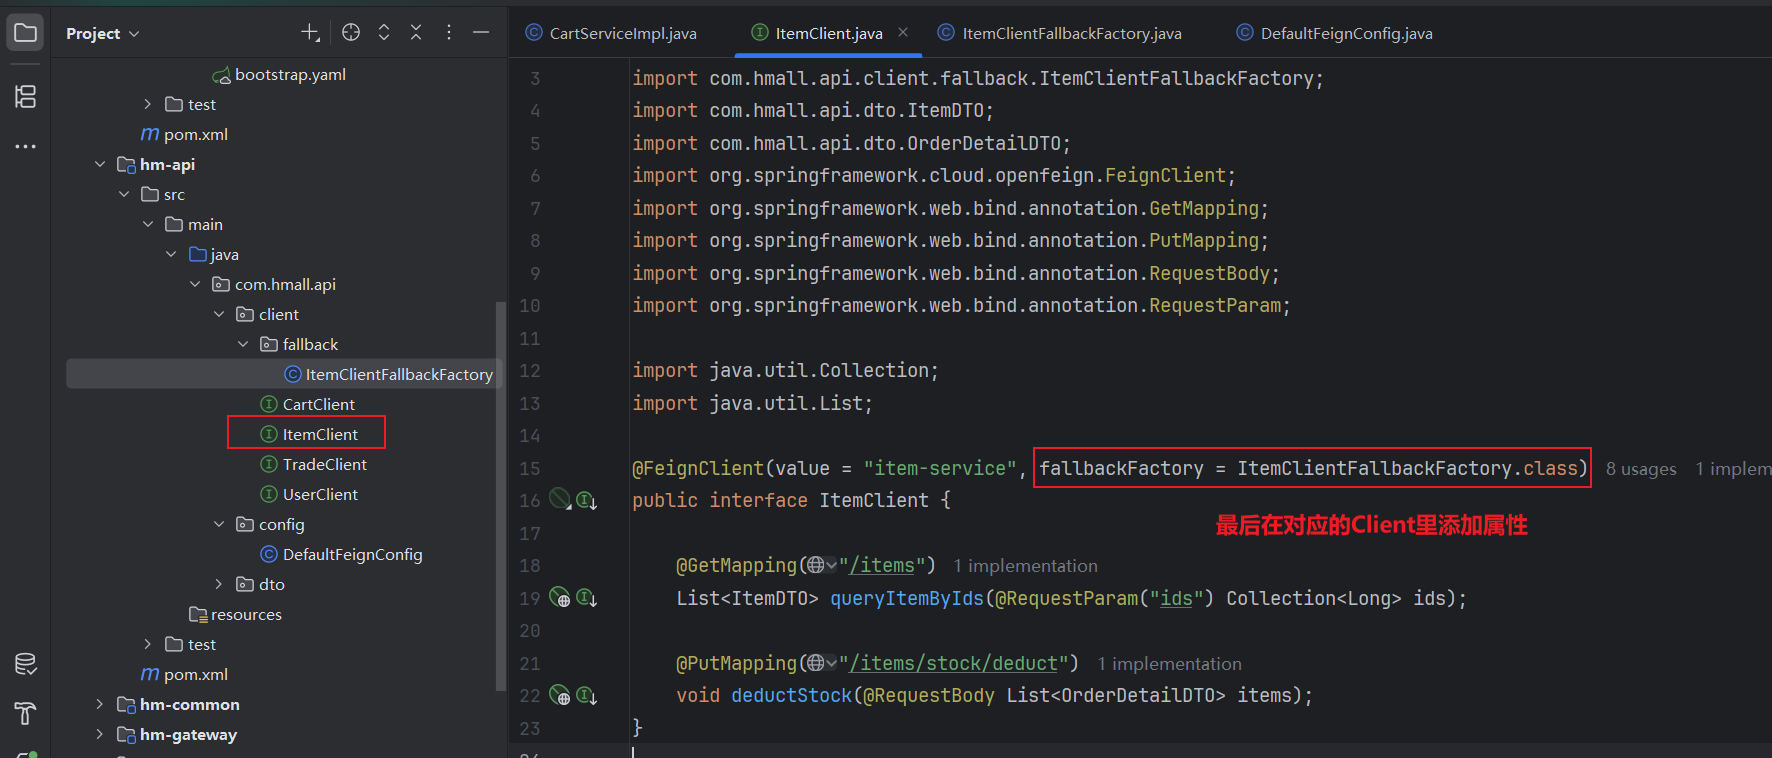 Project
bootstrap.yaml
test
m pom.xml
hm-api
src
main
java
com.hmall.api
client
fallback
ItemClientFallbackFactory
CartClient
ItemClient
TradeClient
UserClient
config
DefaultFeignConfig
dto
resources
test
m pom.xml
hm-common
hm-gateway
CartServiceImpl.java
ItemClient.java
ItemClientFallbackFactory.java
DefaultFeignConfig.java
3 import com.hmall.api.client.fallback.ItemClientFallbackFactory;
4 import com.hmall.api.dto.ItemDTO;
5 import com.hmall.api.dto.OrderDetailDTO;
6 import org.springframework.cloud.openfeign.FeignClient;
7 import org.springframework.web.bind.annotation.GetMapping;
8 import org.springframework.web.bind.annotation.PutMapping;
9 import org.springframework.web.bind.annotation.RequestBody;
10 import org.springframework.web.bind.annotation.RequestParam;
11
12 import java.util.Collection;
13 import java.util.List;
14
15 @FeignClient(value = "item-service", fallbackFactory = ItemClientFallbackFactory.class) 8 usages 1 implem
16 public interface ItemClient {
最后在对应的Client里添加属性
17
18 @GetMapping("/items") 1 implementation
19 List<ItemDTO> queryItemByIds(@RequestParam("ids") Collection<Long> ids);
20
21 @PutMapping("/items/stock/deduct") 1 implementation
22 void deductStock(@RequestBody List<OrderDetailDTO> items);
23 }